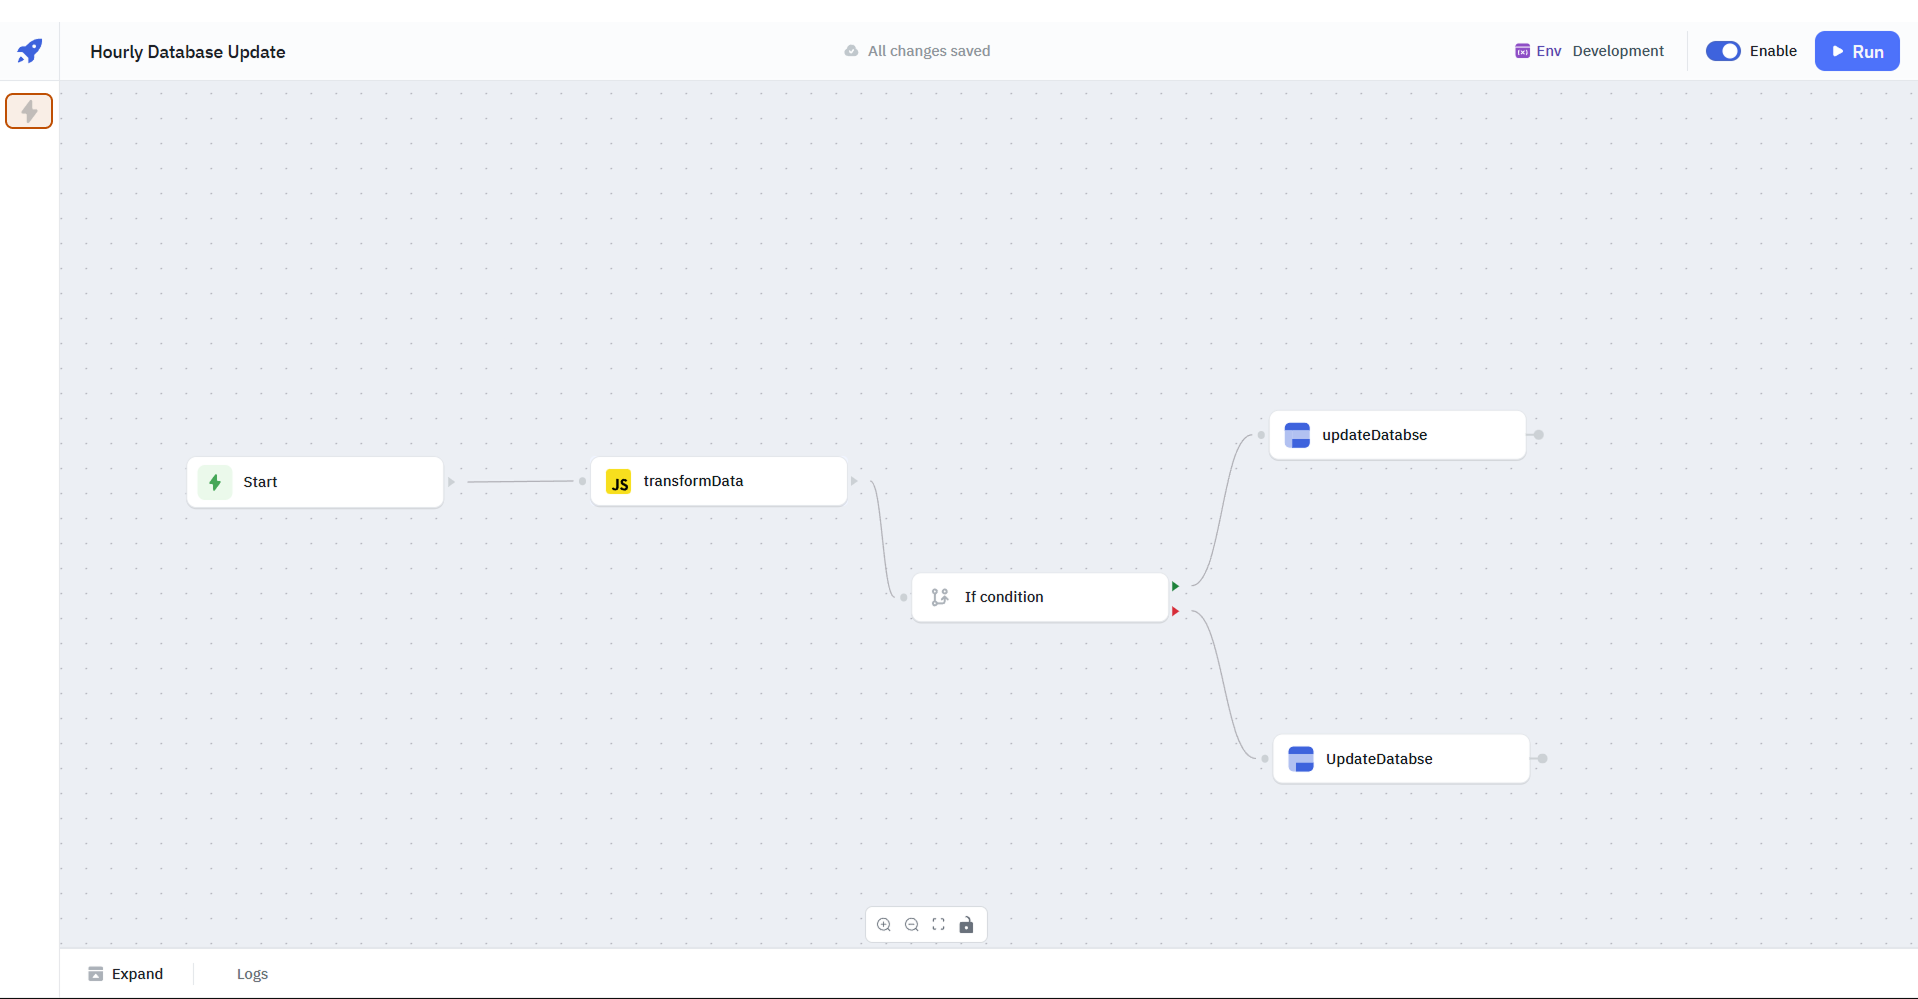 Hourly Database Update
All changes saved
Env Development
Enable
Run
updateDatabse
Start
JS transformData
If condition
UpdateDatabse
Expand
Logs